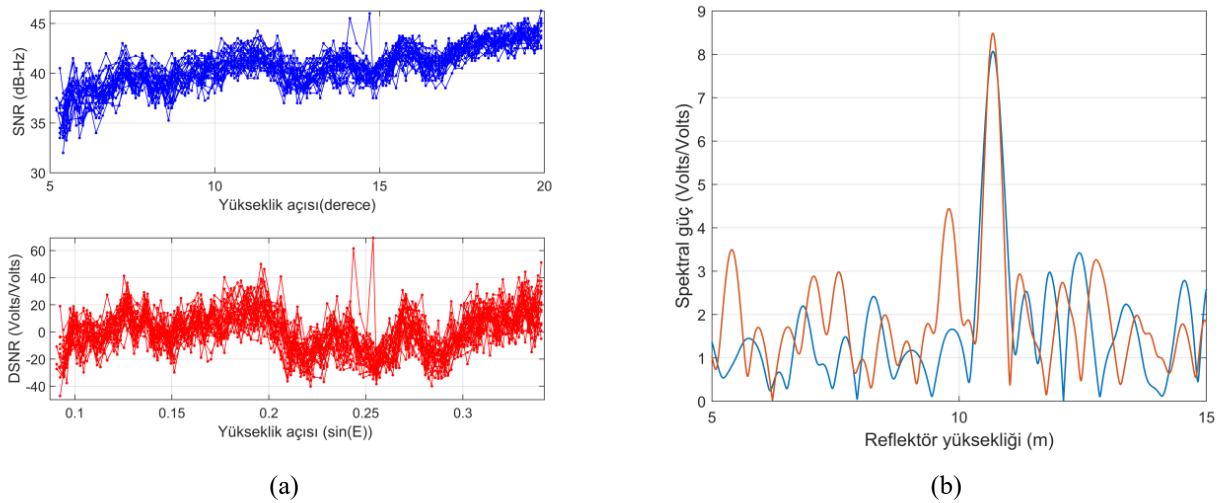 45
40
35
30
SNR (dB-Hz)
5 10 15 20
Yükseklik açısı(derece)
60
40
20
0
-20
-40
DSNR (Volts/Volts)
0.1 0.15 0.2 0.25 0.3
Yükseklik açısı (sin(E))
(a)
9
8
7
6
5
4
3
2
1
0
Spektral güç (Volts/Volts)
5 10 15
Reflektör yüksekliği (m)
(b)